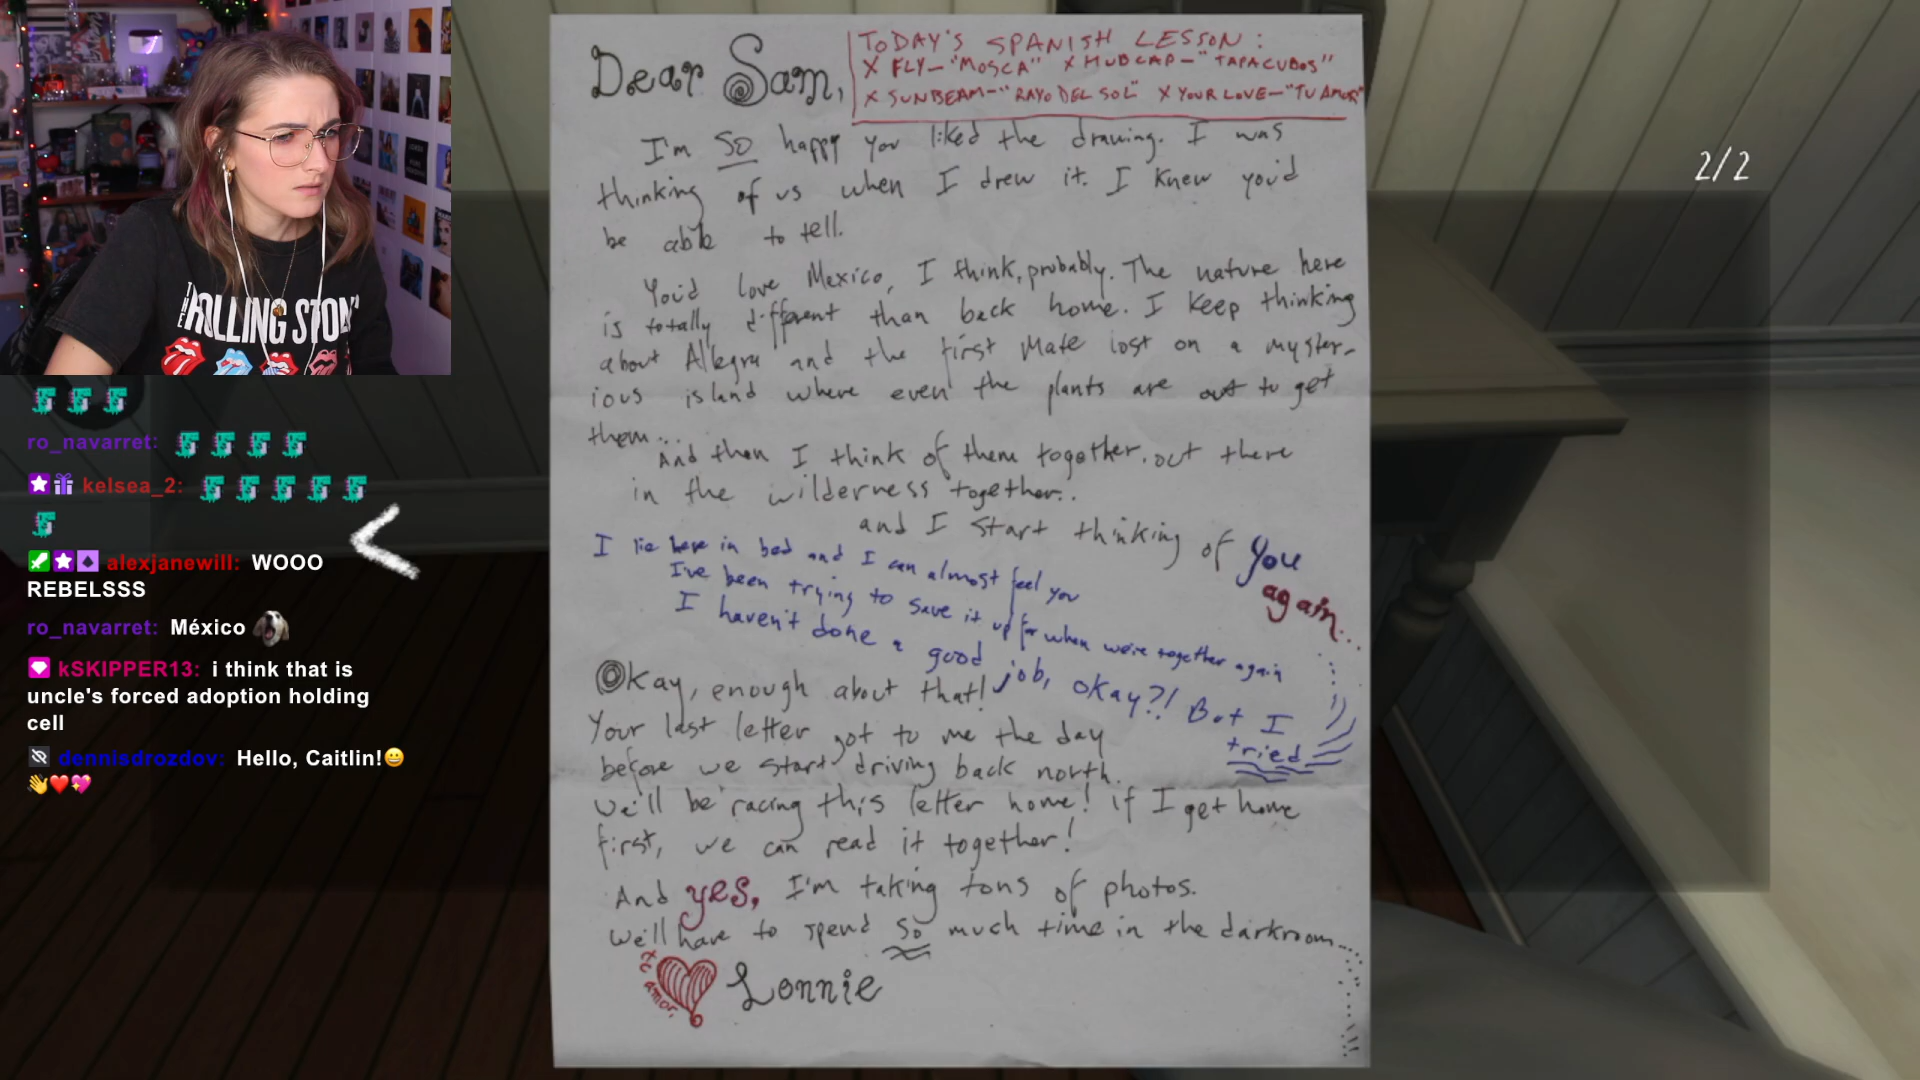 Dear Sam,
TODAY'S SPANISH LESSON:
X FLY-"MOSCA" X HUBCAP-"TAPACUBOS"
X SUNBEAM-"RAYO DEL SOL" X YOUR LOVE-"TU AMOR"
I'm SO happy you liked the drawing. I was
thinking of us when I drew it. I knew you'd
be able to tell.
You'd love Mexico, I think, probably. The nature here
is totally different than back home. I keep thinking
about Allegra and the first Mate lost on a myster-
ious island where even the plants are out to get
them...
And then I think of them together. out there
in the wilderness together..
and I start thinking of you
again...
I lie here in bed and I can almost feel you
I've been trying to save it up for when we're together again
I haven't done a good job, okay?! But I
tried
Okay, enough about that!
Your last letter got to me the day
before we start driving back north.
We'll be racing this letter home! if I get home
first, we can read it together!
And yes, I'm taking tons of photos.
We'll have to spend so much time in the darkroom...
te amo,
Lonnie
2/2
THE
ROLLING STON
ro_navarret:
kelsea_2:
alexjanewill: WOOO
REBELSSS
ro_navarret: México
kSKIPPER13: i think that is
uncle's forced adoption holding
cell
dennisdrozdov: Hello, Caitlin!😀
👋❤️💖